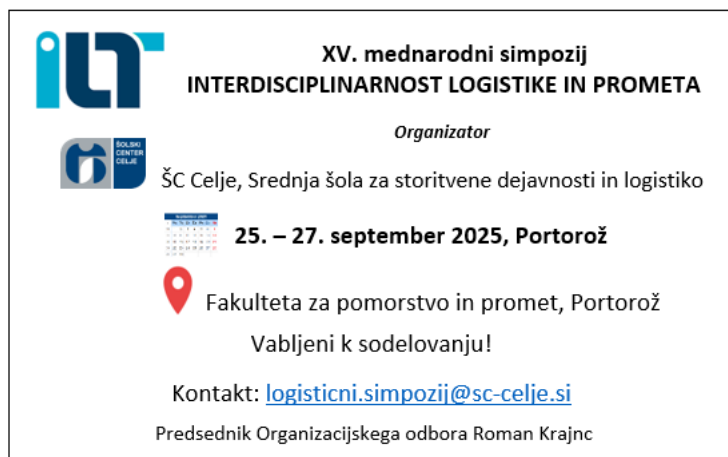 XV. mednarodni simpozij
INTERDISCIPLINARNOST LOGISTIKE IN PROMETA
Organizator
ŠOLSKI
CENTER
CELJE
ŠC Celje, Srednja šola za storitvene dejavnosti in logistiko
25. – 27. september 2025, Portorož
Fakulteta za pomorstvo in promet, Portorož
Vabljeni k sodelovanju!
Kontakt: logisticni.simpozij@sc-celje.si
Predsednik Organizacijskega odbora Roman Krajnc